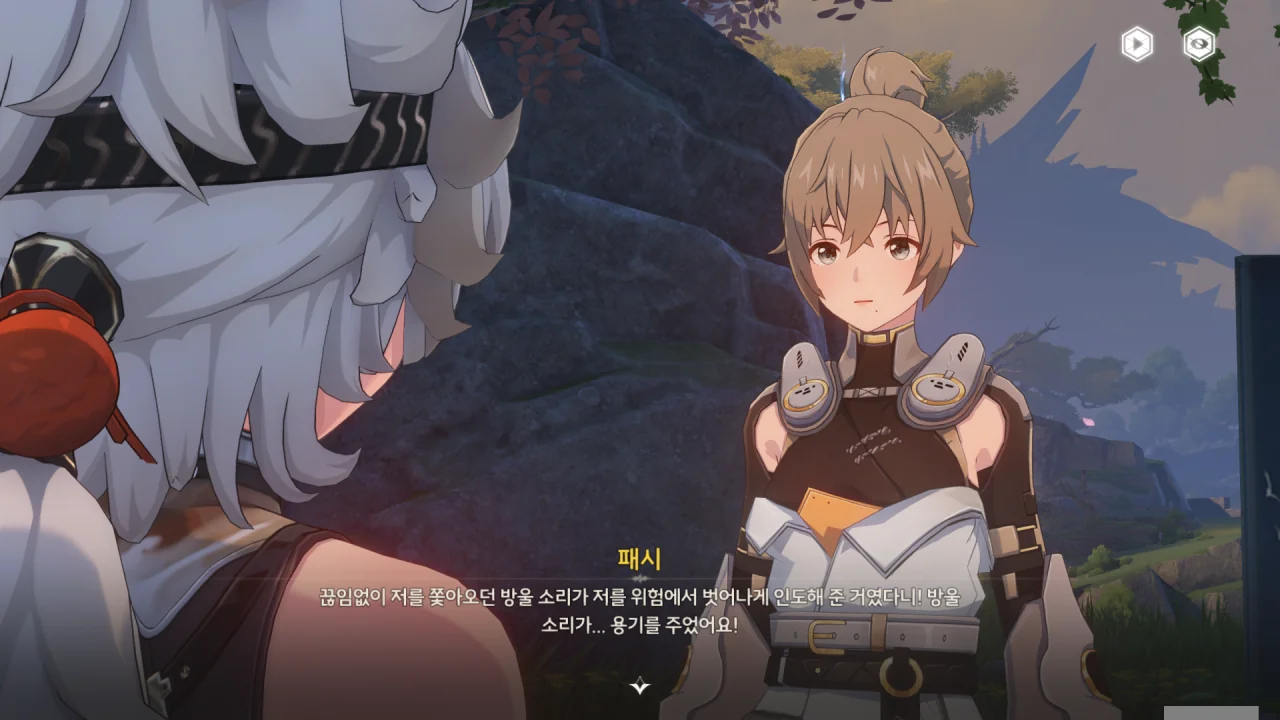 패시
끊임없이 저를 쫓아오던 방울 소리가 저를 위험에서 벗어나게 인도해 준 거였다니! 방울
소리가... 용기를 주었어요!